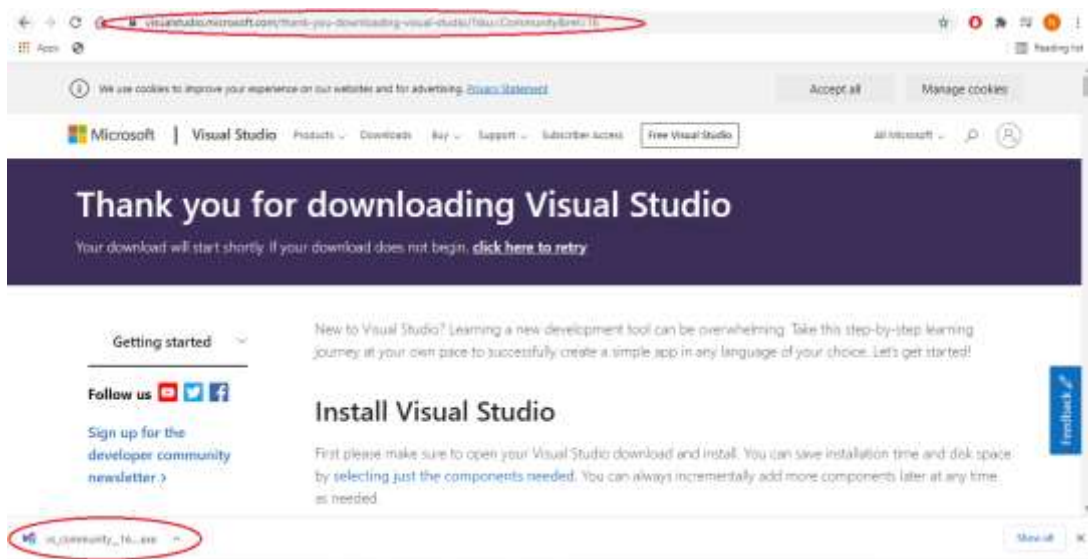 visualstudio.microsoft.com/thank-you-downloading-visual-studio/?sku=Community&rel=16
Apps
Reading list
We use cookies to improve your experience on our websites and for advertising. Privacy Statement
Accept all
Manage cookies
Microsoft | Visual Studio Products Downloads Buy Support Subscriber Access Free Visual Studio All Microsoft
Thank you for downloading Visual Studio
Your download will start shortly. If your download does not begin, click here to retry
Getting started
Follow us
Sign up for the
developer community
newsletter >
New to Visual Studio? Learning a new development tool can be overwhelming. Take this step-by-step learning
journey at your own pace to successfully create a simple app in any language of your choice. Let's get started!
Install Visual Studio
First please make sure to open your Visual Studio download and install. You can save installation time and disk space
by selecting just the components needed. You can always incrementally add more components later at any time
as needed.
Feedback
vs_community__16....exe
Show all